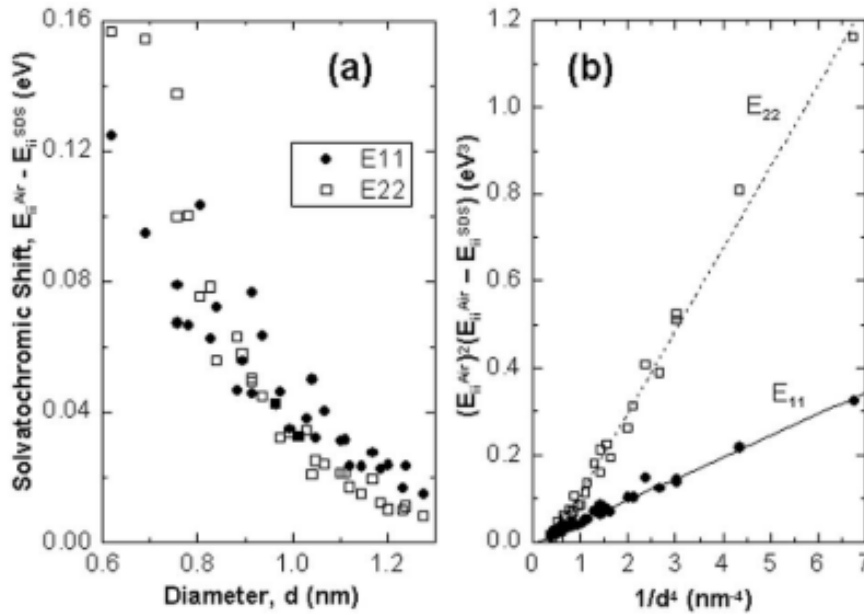 Solvatochromic Shift, E_ii^Air - E_ii^SDS (eV)
0.16
0.12
0.08
0.04
0.00
(a)
E11
E22
0.6
0.8
1.0
1.2
Diameter, d (nm)
(E_ii^Air)²(E_ii^Air - E_ii^SDS) (eV³)
1.2
1.0
0.8
0.6
0.4
0.2
0.0
(b)
E₂₂
E₁₁
0
1
2
3
4
5
6
7
1/d⁴ (nm⁻⁴)